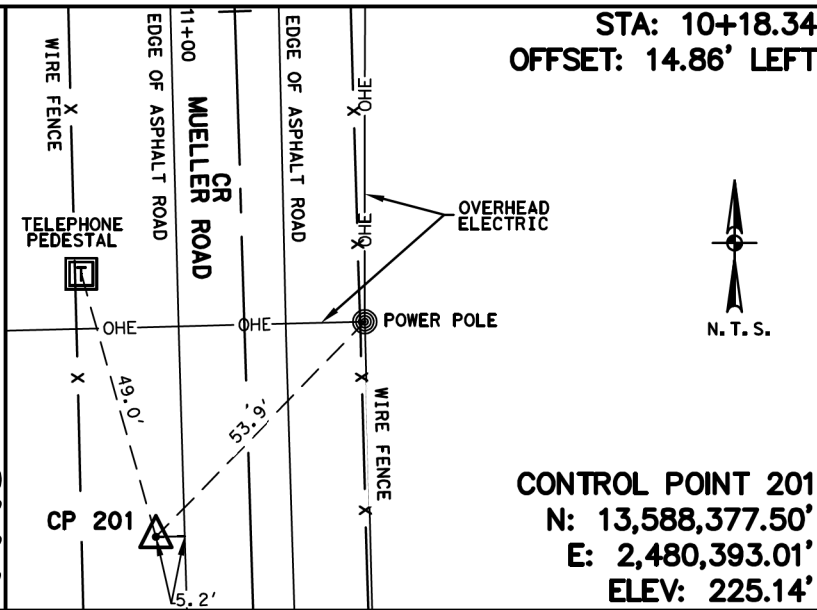 STA: 10+18.34
OFFSET: 14.86' LEFT
WIRE FENCE
EDGE OF ASPHALT ROAD
11+00
CR
MUELLER ROAD
EDGE OF ASPHALT ROAD
OHE
X
X
OHE
X
OVERHEAD
ELECTRIC
TELEPHONE
PEDESTAL
T
OHE
OHE
POWER POLE
N.T.S.
X
X
49.0'
53.9'
WIRE FENCE
X
CP 201
5.2'
CONTROL POINT 201
N: 13,588,377.50'
E: 2,480,393.01'
ELEV: 225.14'